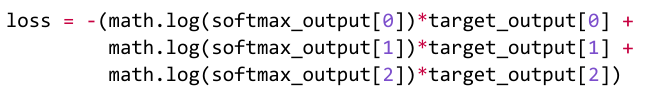 loss = -(math.log(softmax_output[0])*target_output[0] +
math.log(softmax_output[1])*target_output[1] +
math.log(softmax_output[2])*target_output[2])